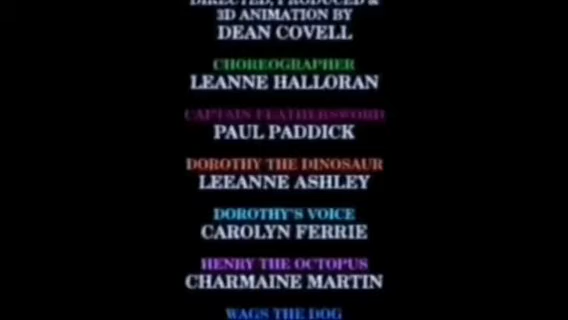 DIRECTED, PRODUCED &
3D ANIMATION BY
DEAN COVELL
CHOREOGRAPHER
LEANNE HALLORAN
CAPTAIN FEATHERSWORD
PAUL PADDICK
DOROTHY THE DINOSAUR
LEEANNE ASHLEY
DOROTHY'S VOICE
CAROLYN FERRIE
HENRY THE OCTOPUS
CHARMAINE MARTIN
WAGS THE DOG